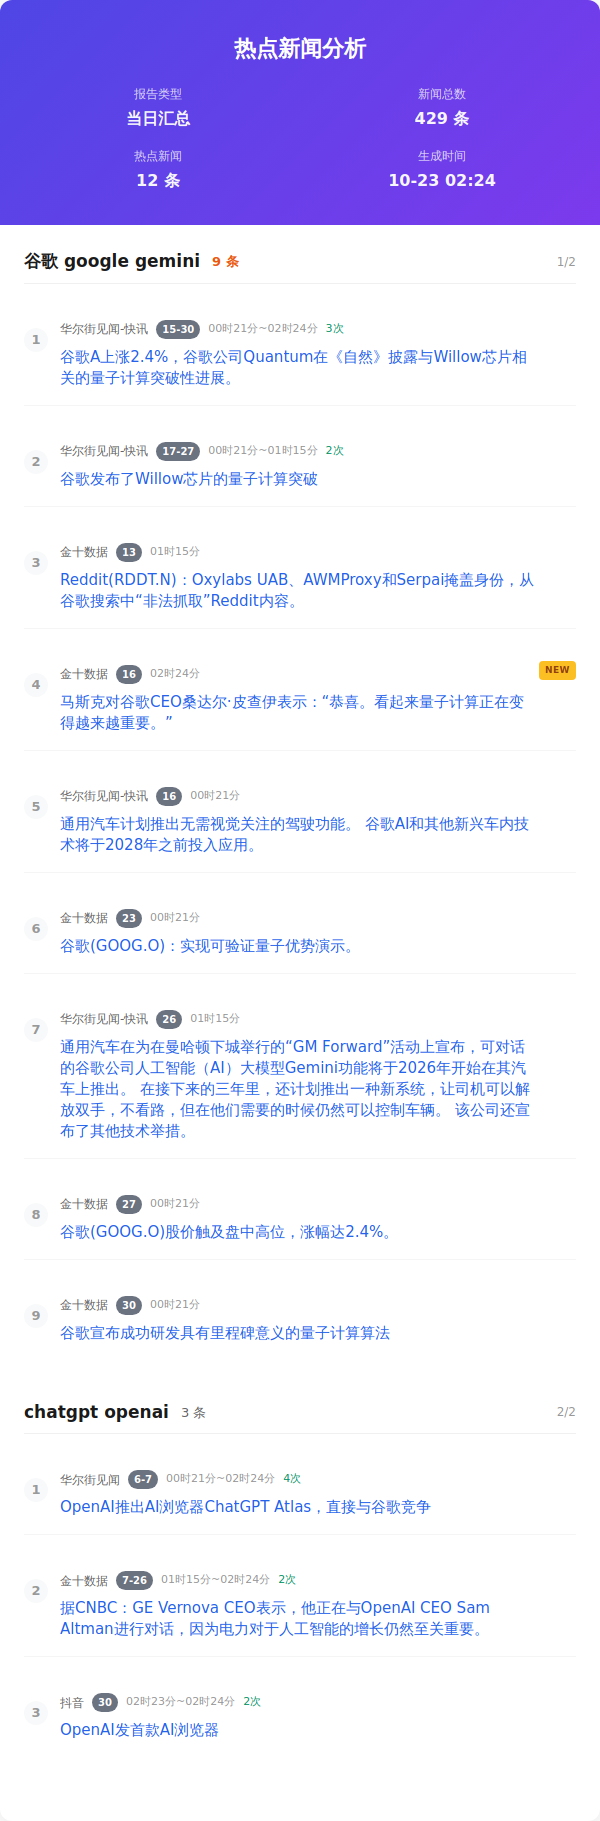 热点新闻分析
报告类型
新闻总数
当日汇总
429 条
热点新闻
生成时间
12 条
10-23 02:24
谷歌 google gemini 9 条 1/2
1
华尔街见闻-快讯 15-30 00时21分~02时24分 3次
谷歌A上涨2.4%，谷歌公司Quantum在《自然》披露与Willow芯片相
关的量子计算突破性进展。
2
华尔街见闻-快讯 17-27 00时21分~01时15分 2次
谷歌发布了Willow芯片的量子计算突破
3
金十数据 13 01时15分
Reddit(RDDT.N)：Oxylabs UAB、AWMProxy和Serpai掩盖身份，从
谷歌搜索中“非法抓取”Reddit内容。
4
金十数据 16 02时24分
NEW
马斯克对谷歌CEO桑达尔·皮查伊表示：“恭喜。看起来量子计算正在变
得越来越重要。”
5
华尔街见闻-快讯 16 00时21分
通用汽车计划推出无需视觉关注的驾驶功能。 谷歌AI和其他新兴车内技
术将于2028年之前投入应用。
6
金十数据 23 00时21分
谷歌(GOOG.O)：实现可验证量子优势演示。
7
华尔街见闻-快讯 26 01时15分
通用汽车在为在曼哈顿下城举行的“GM Forward”活动上宣布，可对话
的谷歌公司人工智能（AI）大模型Gemini功能将于2026年开始在其汽
车上推出。 在接下来的三年里，还计划推出一种新系统，让司机可以解
放双手，不看路，但在他们需要的时候仍然可以控制车辆。 该公司还宣
布了其他技术举措。
8
金十数据 27 00时21分
谷歌(GOOG.O)股价触及盘中高位，涨幅达2.4%。
9
金十数据 30 00时21分
谷歌宣布成功研发具有里程碑意义的量子计算算法
chatgpt openai 3 条 2/2
1
华尔街见闻 6-7 00时21分~02时24分 4次
OpenAI推出AI浏览器ChatGPT Atlas，直接与谷歌竞争
2
金十数据 7-26 01时15分~02时24分 2次
据CNBC：GE Vernova CEO表示，他正在与OpenAI CEO Sam
Altman进行对话，因为电力对于人工智能的增长仍然至关重要。
3
抖音 30 02时23分~02时24分 2次
OpenAI发首款AI浏览器